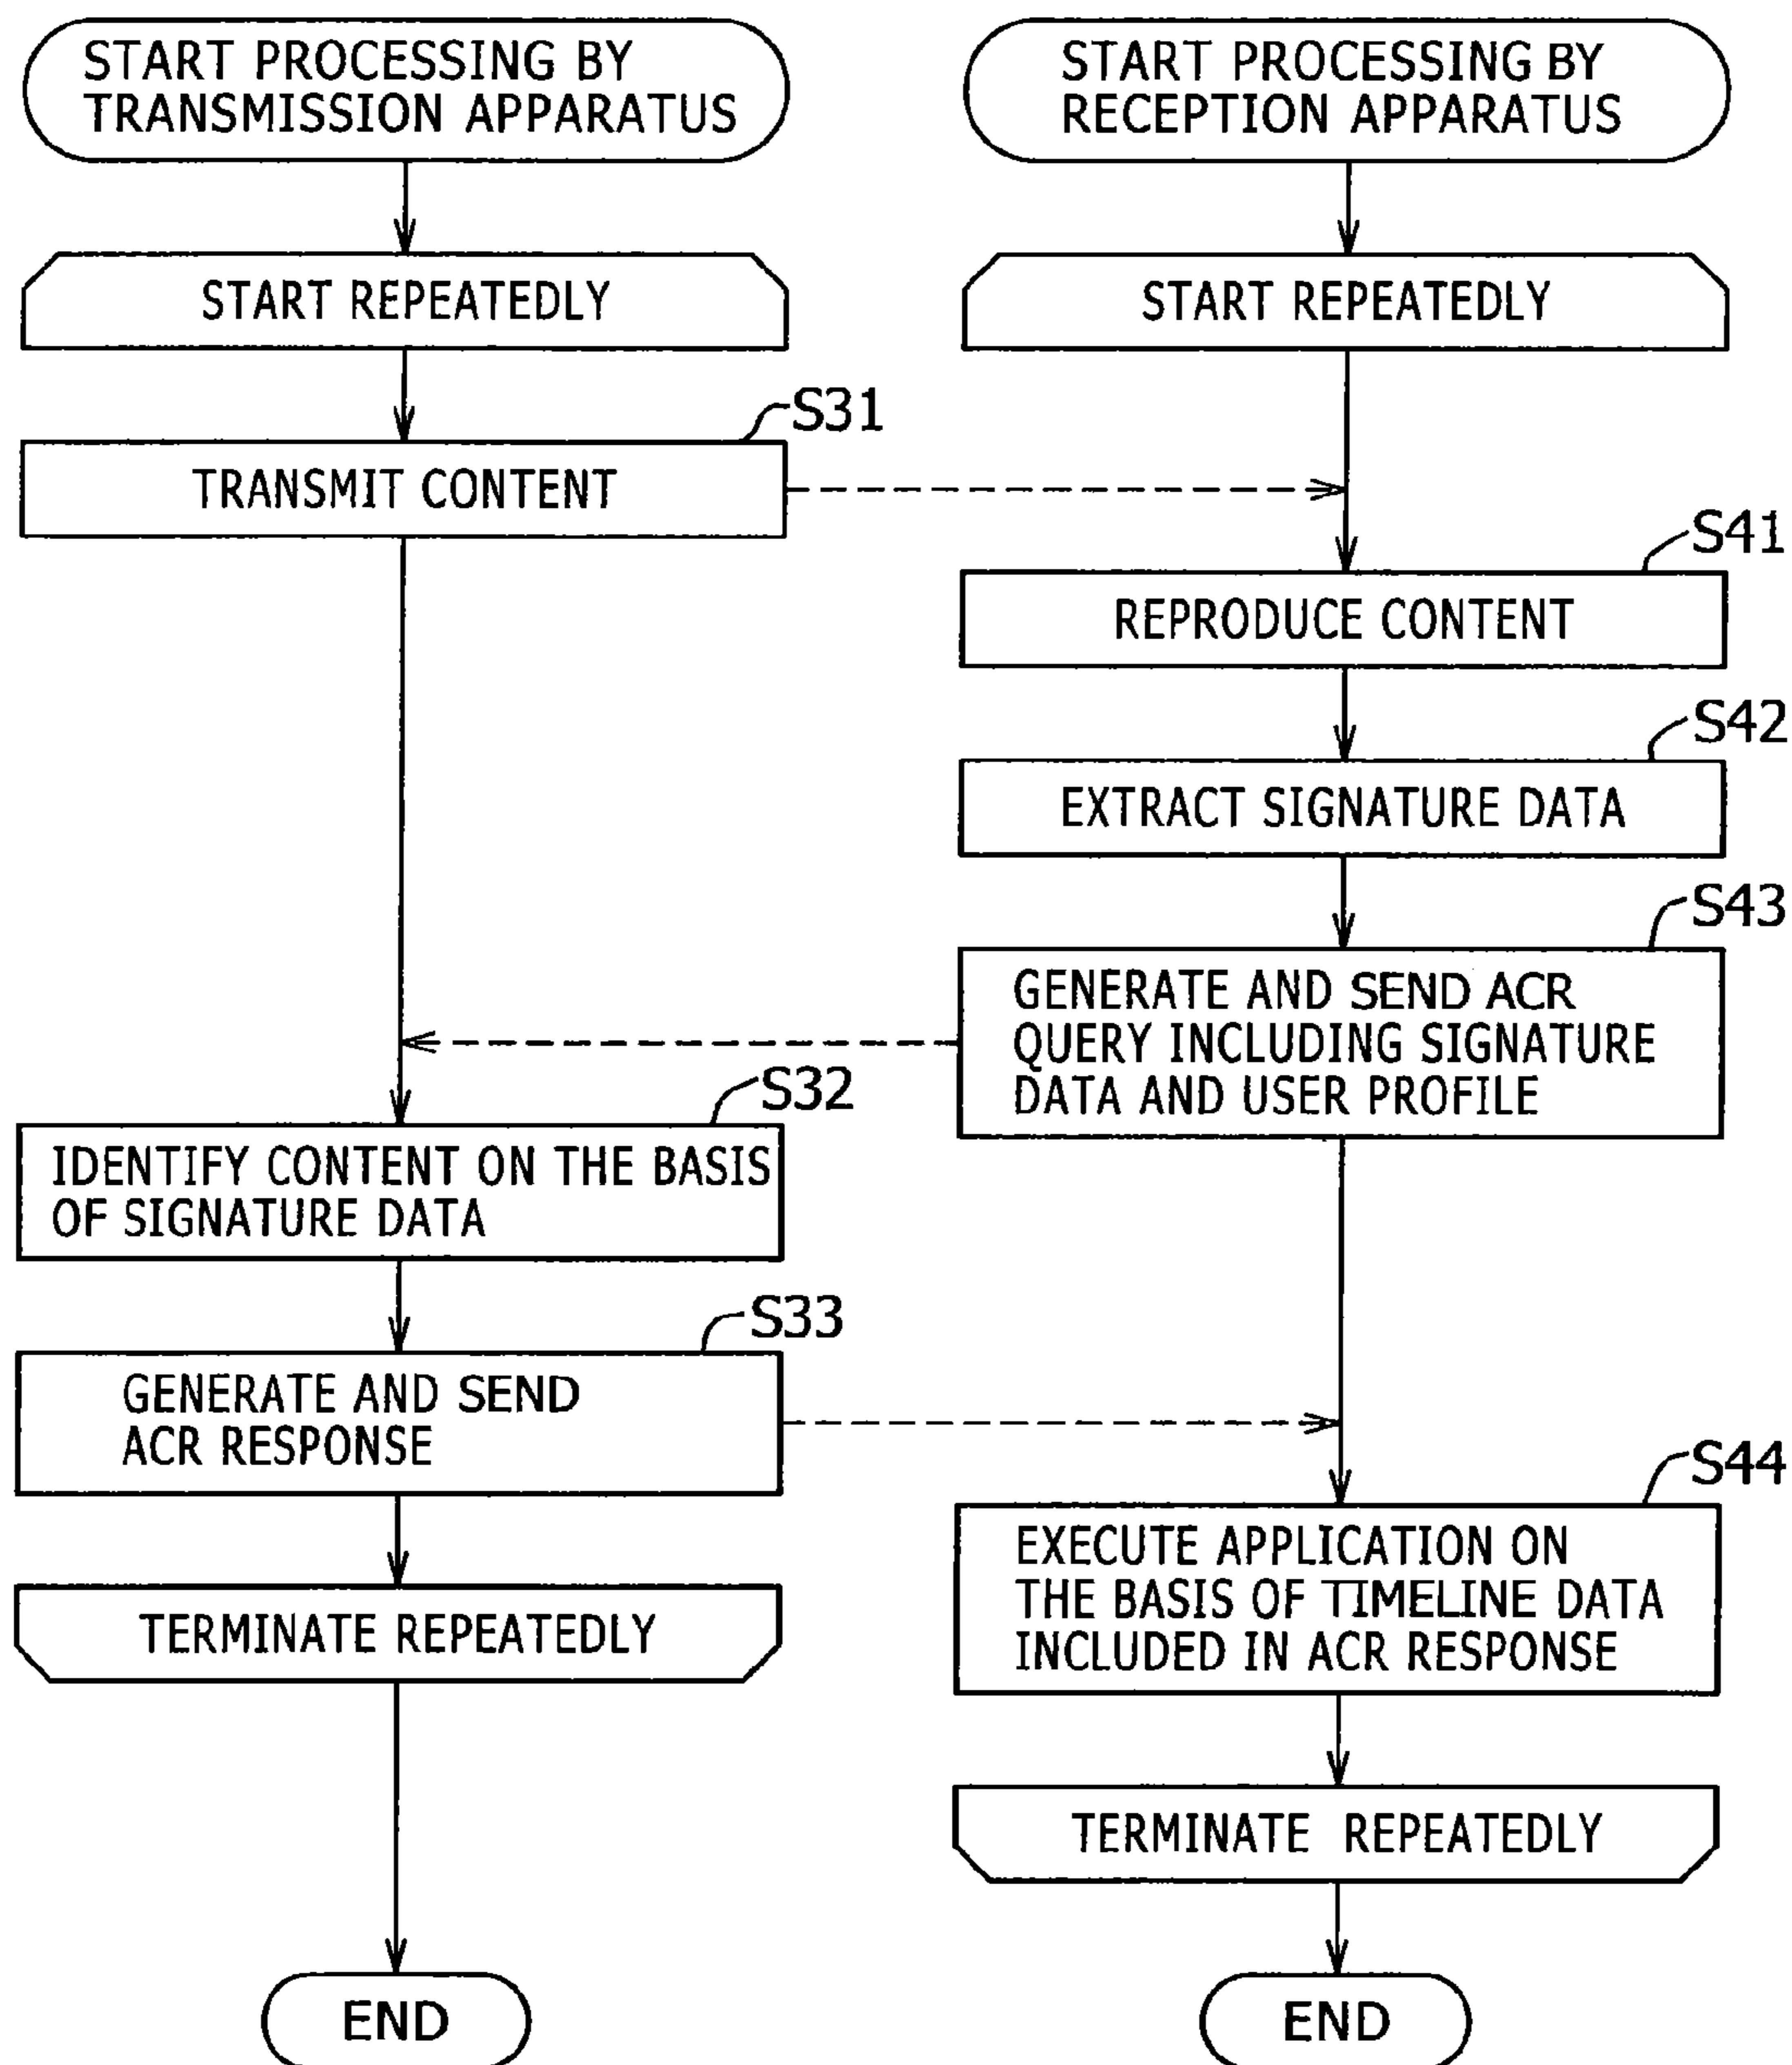 START PROCESSING BY
TRANSMISSION APPARATUS
START REPEATEDLY
S31
TRANSMIT CONTENT
S32
IDENTIFY CONTENT ON THE BASIS
OF SIGNATURE DATA
S33
GENERATE AND SEND
ACR RESPONSE
TERMINATE REPEATEDLY
END
START PROCESSING BY
RECEPTION APPARATUS
START REPEATEDLY
S41
REPRODUCE CONTENT
S42
EXTRACT SIGNATURE DATA
S43
GENERATE AND SEND ACR
QUERY INCLUDING SIGNATURE
DATA AND USER PROFILE
S44
EXECUTE APPLICATION ON
THE BASIS OF TIMELINE DATA
INCLUDED IN ACR RESPONSE
TERMINATE REPEATEDLY
END